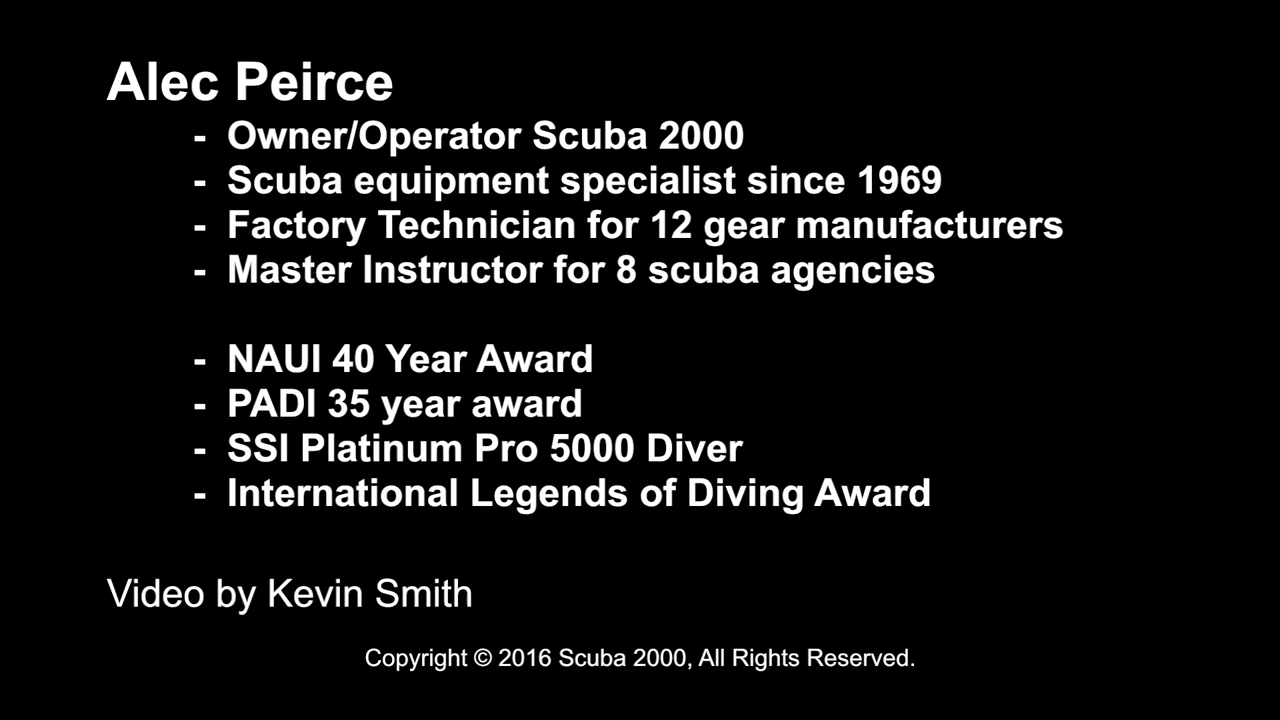 Alec Peirce
- Owner/Operator Scuba 2000
- Scuba equipment specialist since 1969
- Factory Technician for 12 gear manufacturers
- Master Instructor for 8 scuba agencies
- NAUI 40 Year Award
- PADI 35 year award
- SSI Platinum Pro 5000 Diver
- International Legends of Diving Award
Video by Kevin Smith
Copyright © 2016 Scuba 2000, All Rights Reserved.